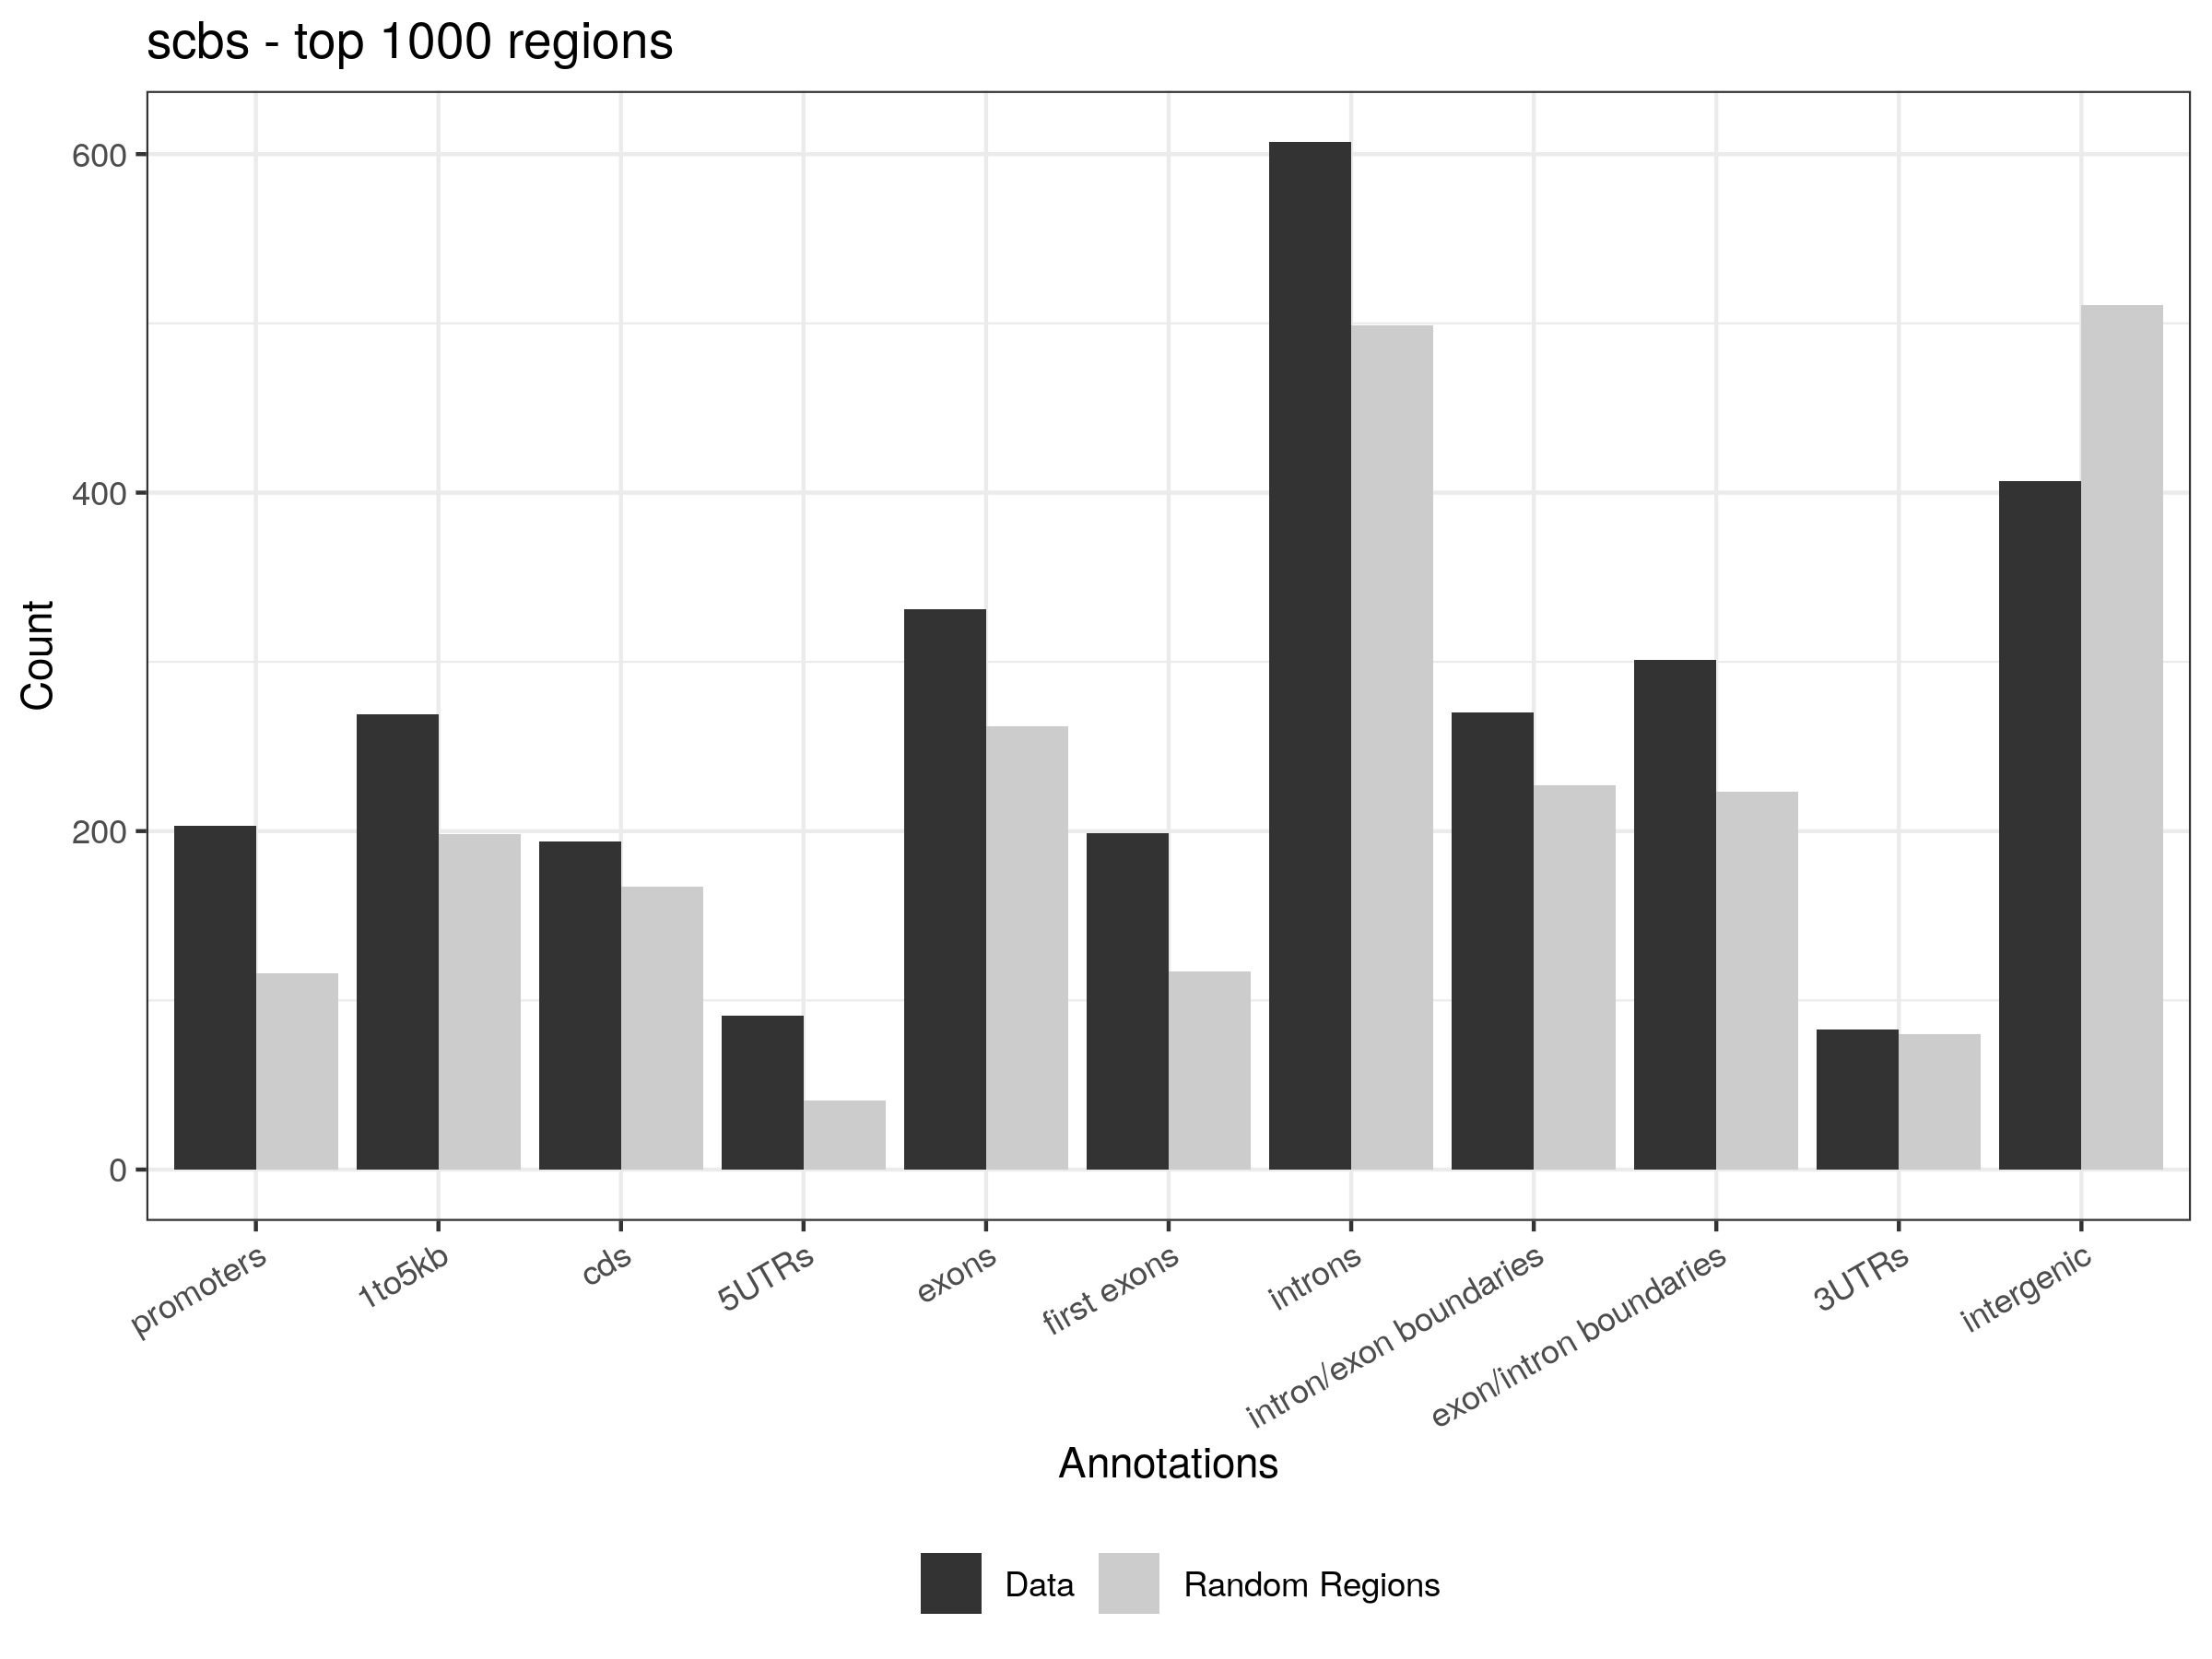 scbs - top 1000 regions
Count
600
400
200
0
promoters
1to5kb
cds
5UTRs
exons
first exons
introns
intron/exon boundaries
exon/intron boundaries
3UTRs
intergenic
Annotations
Data
Random Regions